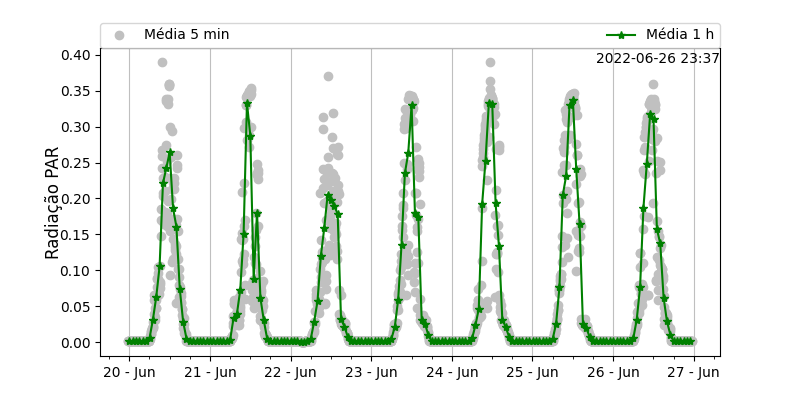 Média 5 min
Média 1 h
2022-06-26 23:37
Radiação PAR
0.40
0.35
0.30
0.25
0.20
0.15
0.10
0.05
0.00
20 - Jun
21 - Jun
22 - Jun
23 - Jun
24 - Jun
25 - Jun
26 - Jun
27 - Jun